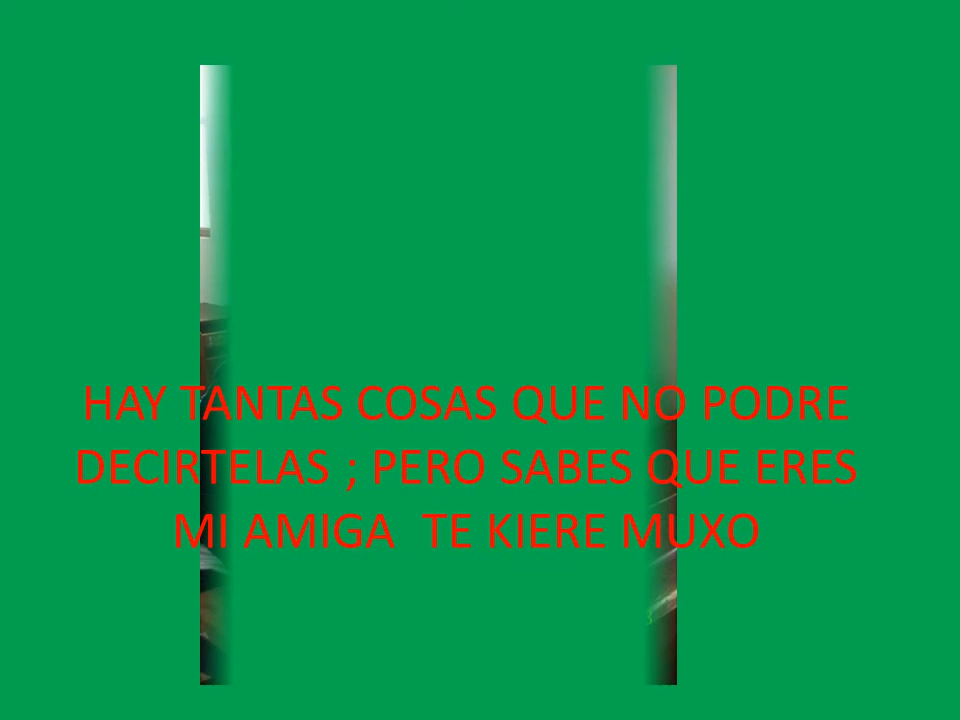 HAY TANTAS COSAS QUE NO PODRE
DECIRTELAS ; PERO SABES QUE ERES
MI AMIGA  TE KIERE MUXO